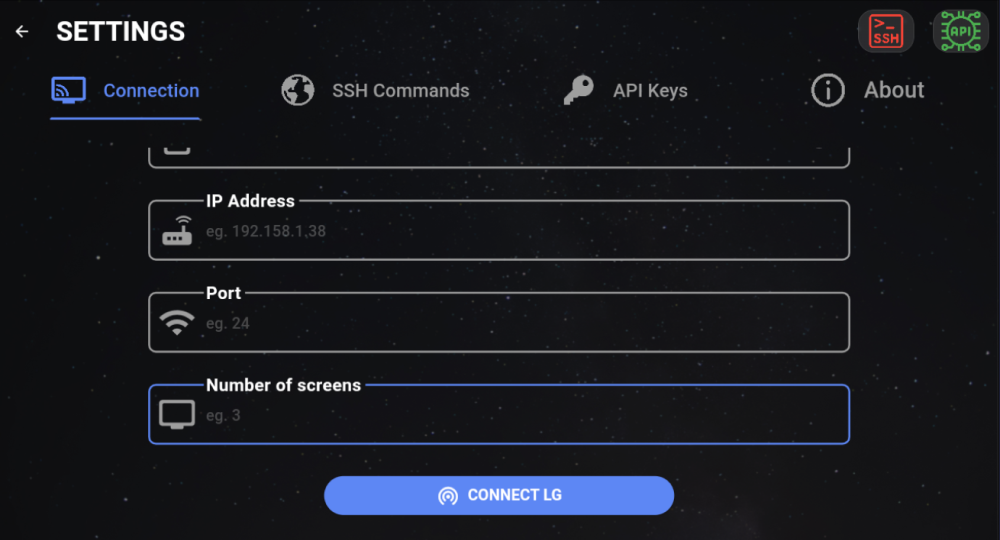 SETTINGS
>_
SSH
API
Connection
SSH Commands
API Keys
About
IP Address
eg. 192.158.1.38
Port
eg. 24
Number of screens
eg. 3
CONNECT LG